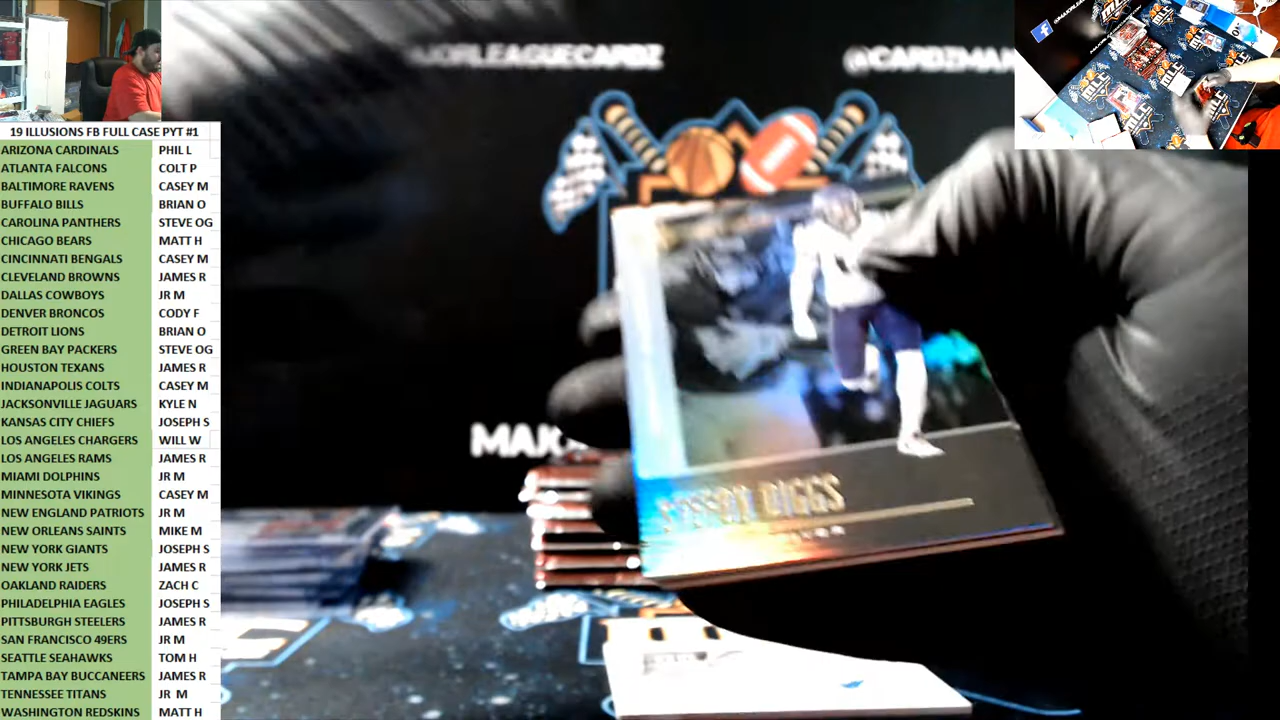 AJORLEAGUECARDZ
@CARDZMAN
19 ILLUSIONS FB FULL CASE PYT #1
ARIZONA CARDINALS PHIL L
ATLANTA FALCONS COLT P
BALTIMORE RAVENS CASEY M
BUFFALO BILLS BRIAN O
CAROLINA PANTHERS STEVE OG
CHICAGO BEARS MATT H
CINCINNATI BENGALS CASEY M
CLEVELAND BROWNS JAMES R
DALLAS COWBOYS JR M
DENVER BRONCOS CODY F
DETROIT LIONS BRIAN O
GREEN BAY PACKERS STEVE OG
HOUSTON TEXANS JAMES R
INDIANAPOLIS COLTS CASEY M
JACKSONVILLE JAGUARS KYLE N
KANSAS CITY CHIEFS JOSEPH S
LOS ANGELES CHARGERS WILL W
LOS ANGELES RAMS JAMES R
MIAMI DOLPHINS JR M
MINNESOTA VIKINGS CASEY M
NEW ENGLAND PATRIOTS JR M
NEW ORLEANS SAINTS MIKE M
NEW YORK GIANTS JOSEPH S
NEW YORK JETS JAMES R
OAKLAND RAIDERS ZACH C
PHILADELPHIA EAGLES JOSEPH S
PITTSBURGH STEELERS JAMES R
SAN FRANCISCO 49ERS JR M
SEATTLE SEAHAWKS TOM H
TAMPA BAY BUCCANEERS JAMES R
TENNESSEE TITANS JR M
WASHINGTON REDSKINS MATT H
MAJ
STEFON DIGGS
MLC